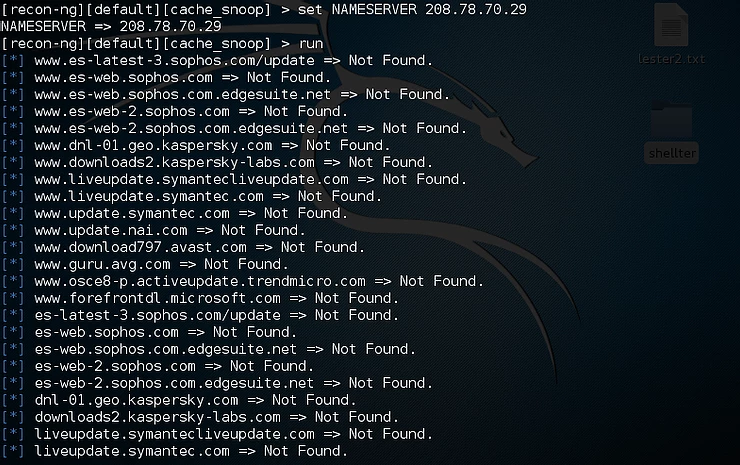 [recon-ng][default][cache_snoop] > set NAMESERVER 208.78.70.29
NAMESERVER => 208.78.70.29
[recon-ng][default][cache_snoop] > run
[*] www.es-latest-3.sophos.com/update => Not Found.
[*] www.es-web.sophos.com => Not Found.
[*] www.es-web.sophos.com.edgesuite.net => Not Found.
[*] www.es-web-2.sophos.com => Not Found.
[*] www.es-web-2.sophos.com.edgesuite.net => Not Found.
[*] www.dnl-01.geo.kaspersky.com => Not Found.
[*] www.downloads2.kaspersky-labs.com => Not Found.
[*] www.liveupdate.symantecliveupdate.com => Not Found.
[*] www.liveupdate.symantec.com => Not Found.
[*] www.update.symantec.com => Not Found.
[*] www.update.nai.com => Not Found.
[*] www.download797.avast.com => Not Found.
[*] www.guru.avg.com => Not Found.
[*] www.osce8-p.activeupdate.trendmicro.com => Not Found.
[*] www.forefrontdl.microsoft.com => Not Found.
[*] es-latest-3.sophos.com/update => Not Found.
[*] es-web.sophos.com => Not Found.
[*] es-web.sophos.com.edgesuite.net => Not Found.
[*] es-web-2.sophos.com => Not Found.
[*] es-web-2.sophos.com.edgesuite.net => Not Found.
[*] dnl-01.geo.kaspersky.com => Not Found.
[*] downloads2.kaspersky-labs.com => Not Found.
[*] liveupdate.symantecliveupdate.com => Not Found.
[*] liveupdate.symantec.com => Not Found.
lester2.txt
shellter